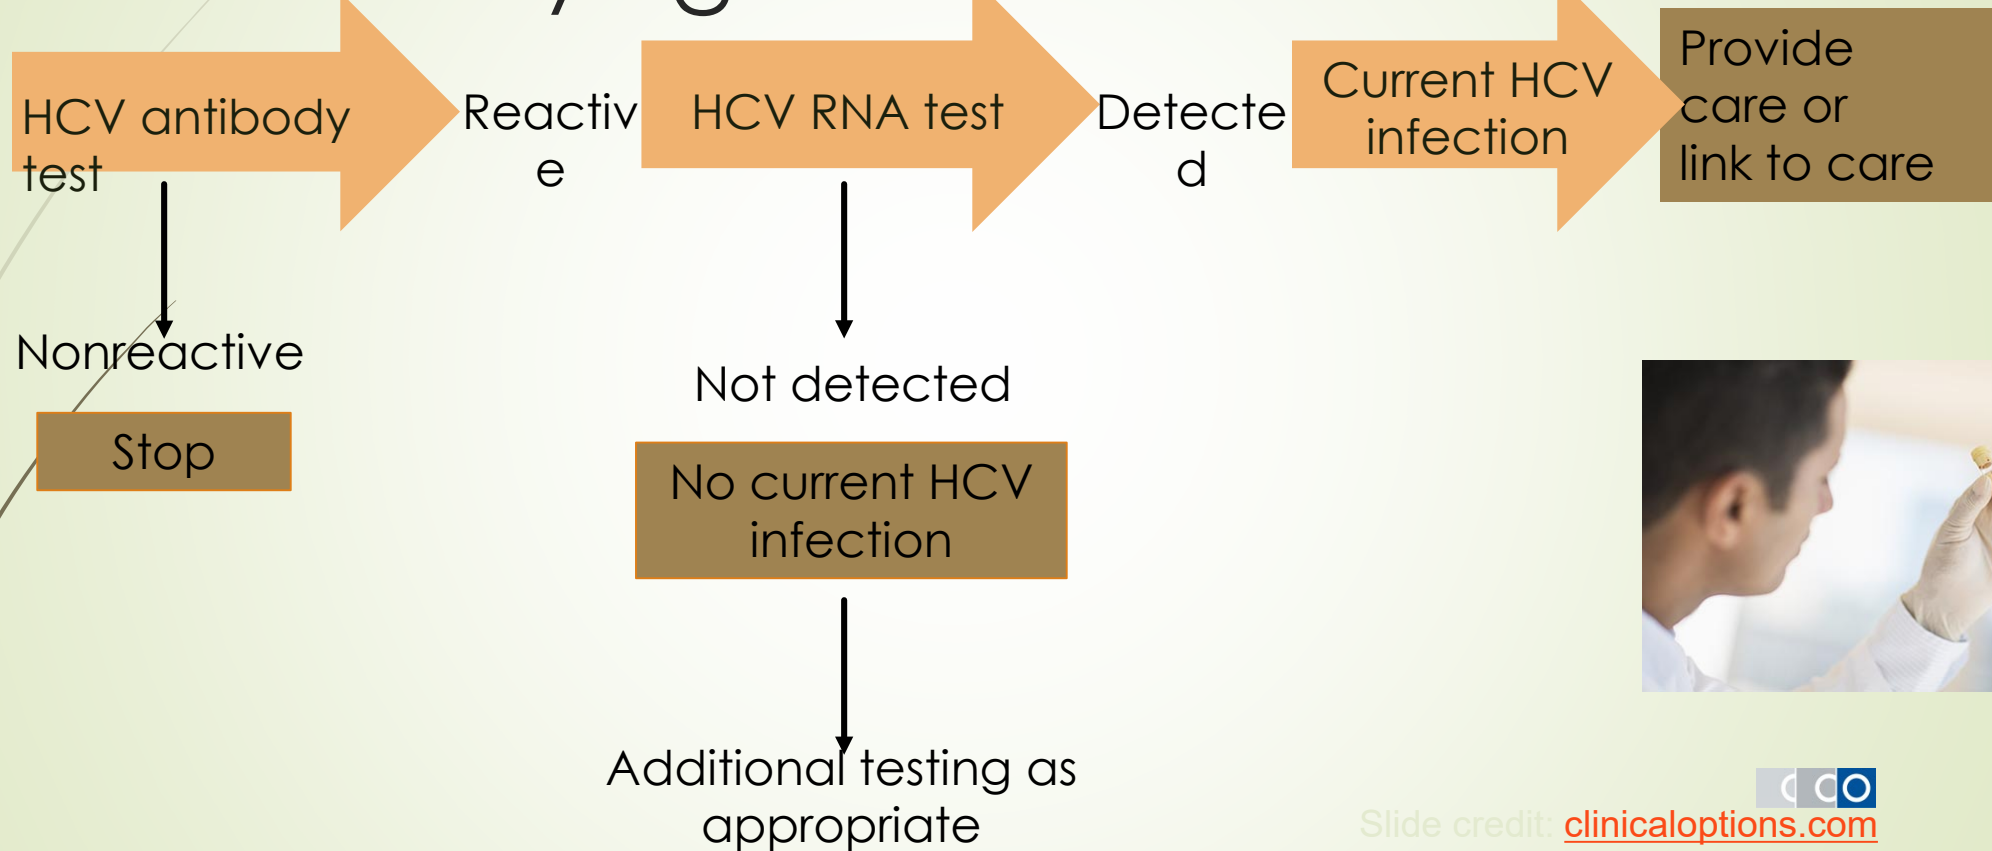 HCV antibody
test
Reactiv
e
HCV RNA test
Detecte
d
Current HCV
infection
Provide
care or
link to care
Nonreactive
Stop
Not detected
No current HCV
infection
Additional testing as
appropriate
CCO
Slide credit: clinicaloptions.com